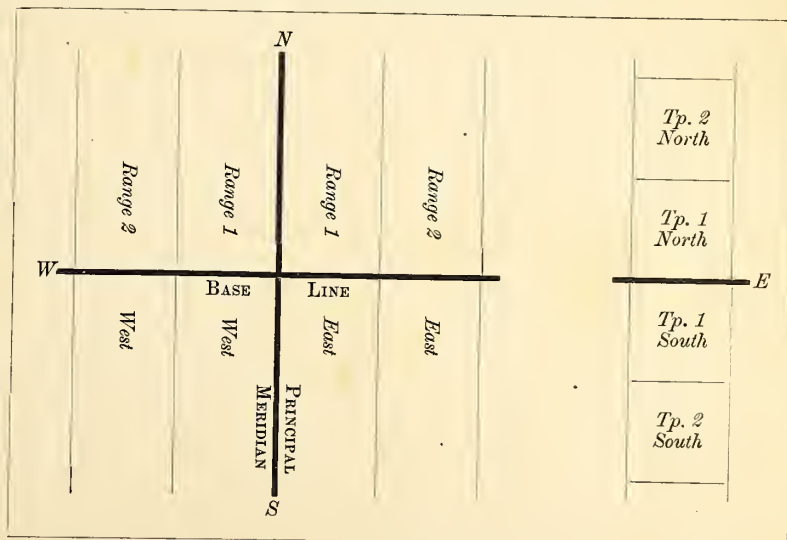 N
Range 2
Range 1
Range 1
Range 2
Tp. 2
North
Tp. 1
North
W
E
BASE LINE
West
West
East
East
Tp. 1
South
PRINCIPAL
MERIDIAN
Tp. 2
South
S